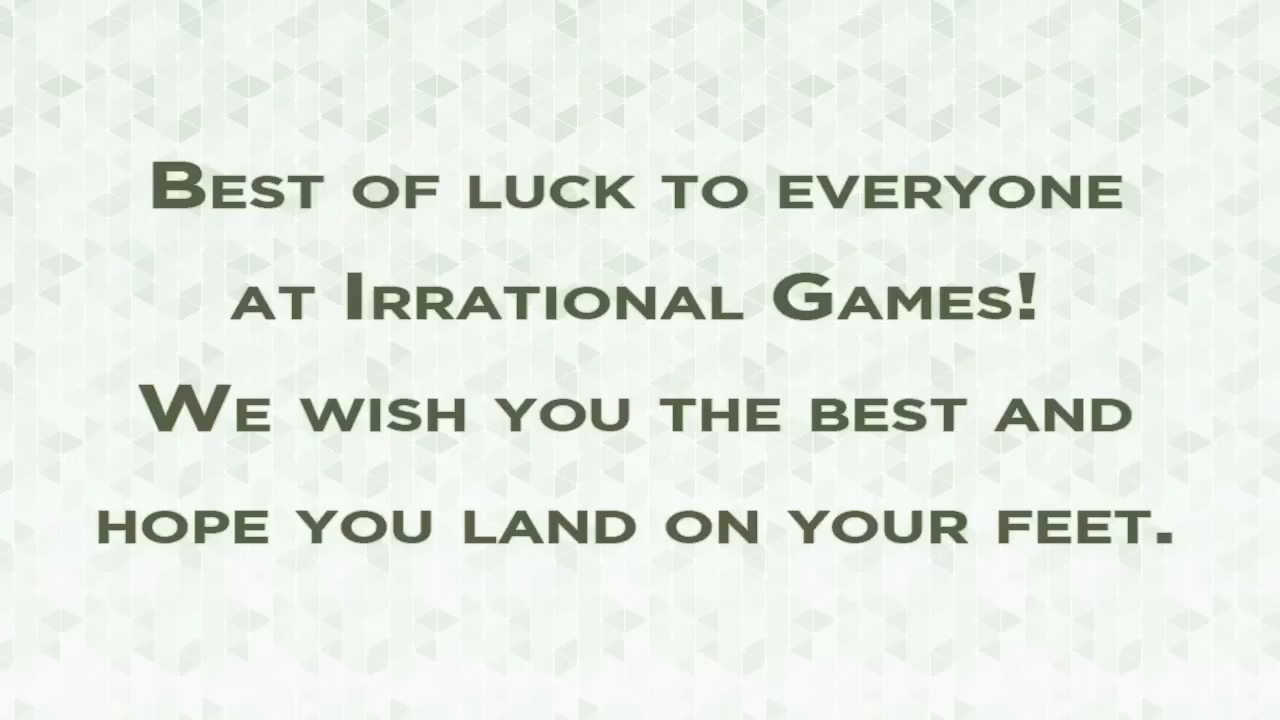 Best of luck to everyone
at Irrational Games!
We wish you the best and
hope you land on your feet.